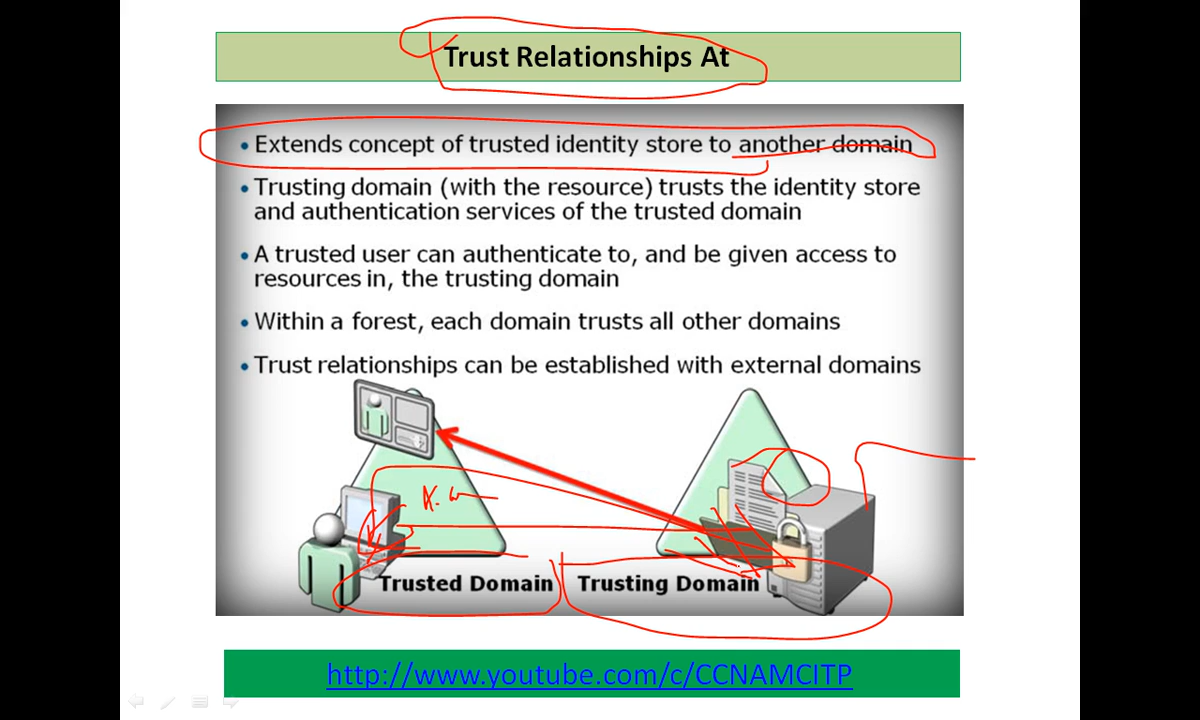 Trust Relationships At
• Extends concept of trusted identity store to another domain
• Trusting domain (with the resource) trusts the identity store
and authentication services of the trusted domain
• A trusted user can authenticate to, and be given access to
resources in, the trusting domain
• Within a forest, each domain trusts all other domains
• Trust relationships can be established with external domains
Trusted Domain
Trusting Domain
http://www.youtube.com/c/CCNAMCITP